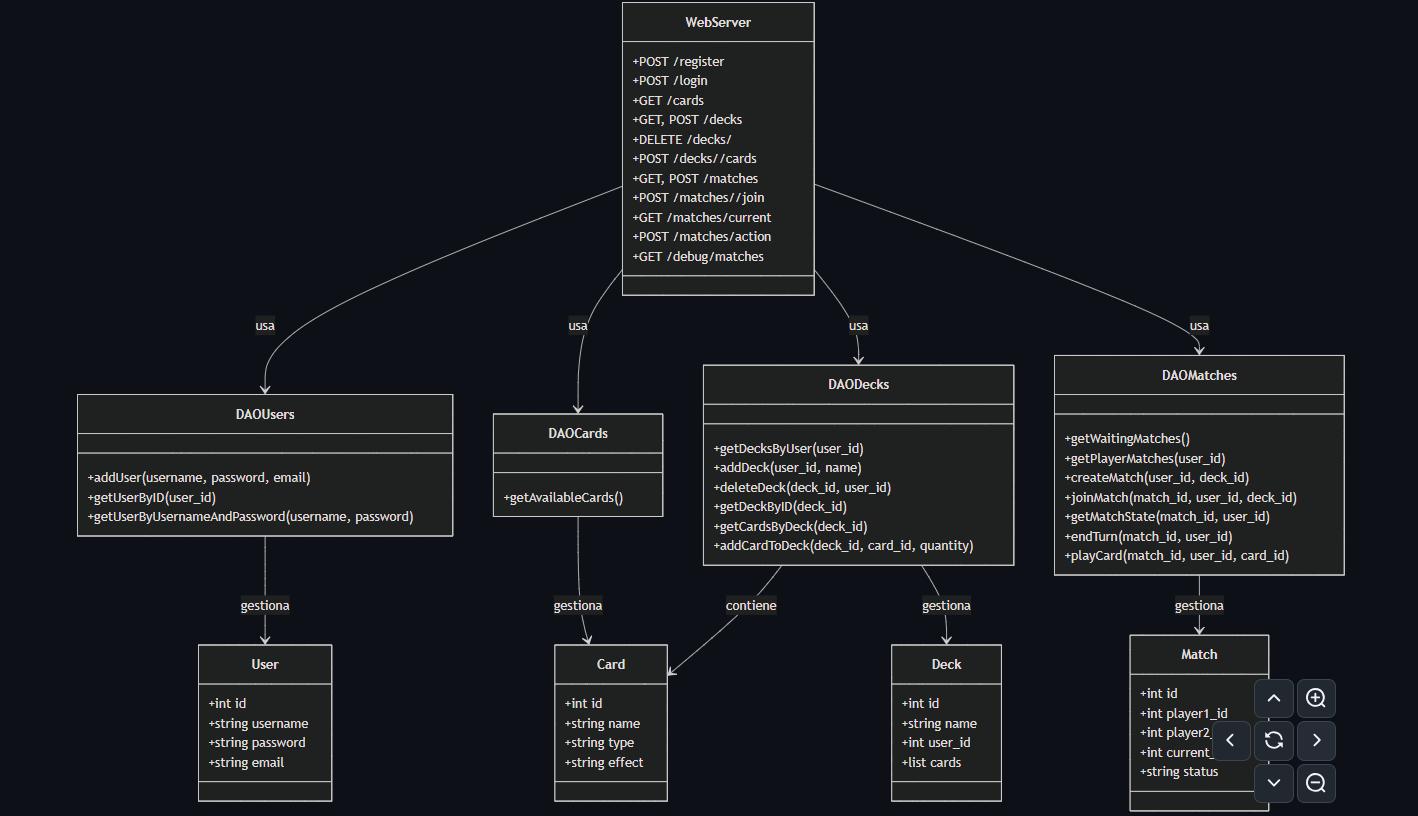 WebServer
+POST /register
+POST /login
+GET /cards
+GET, POST /decks
+DELETE /decks/
+POST /decks//cards
+GET, POST /matches
+POST /matches//join
+GET /matches/current
+POST /matches/action
+GET /debug/matches
usa
usa
usa
usa
DAOUsers
+addUser(username, password, email)
+getUserByID(user_id)
+getUserByUsernameAndPassword(username, password)
DAOCards
+getAvailableCards()
DAODecks
+getDecksByUser(user_id)
+addDeck(user_id, name)
+deleteDeck(deck_id, user_id)
+getDeckByID(deck_id)
+getCardsByDeck(deck_id)
+addCardToDeck(deck_id, card_id, quantity)
DAOMatches
+getWaitingMatches()
+getPlayerMatches(user_id)
+createMatch(user_id, deck_id)
+joinMatch(match_id, user_id, deck_id)
+getMatchState(match_id, user_id)
+endTurn(match_id, user_id)
+playCard(match_id, user_id, card_id)
gestiona
gestiona
contiene
gestiona
gestiona
User
+int id
+string username
+string password
+string email
Card
+int id
+string name
+string type
+string effect
Deck
+int id
+string name
+int user_id
+list cards
Match
+int id
+int player1_id
+int player2_
+int current_
+string status